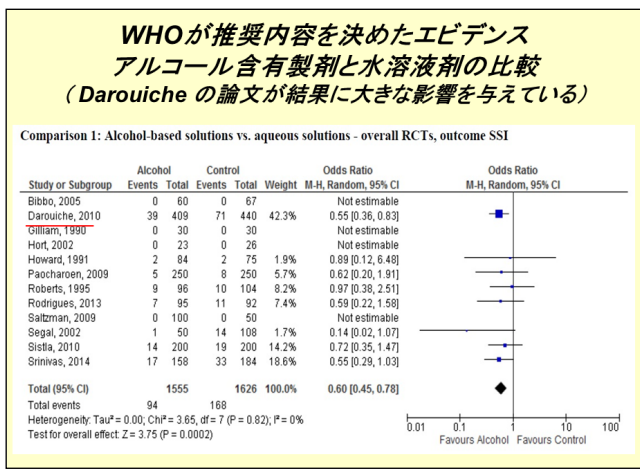 WHOが推奨内容を決めたエビデンス
アルコール含有製剤と水溶液剤の比較
( Darouiche の論文が結果に大きな影響を与えている)
Comparison 1: Alcohol-based solutions vs. aqueous solutions - overall RCTs, outcome SSI
Alcohol Control Odds Ratio Odds Ratio
Study or Subgroup Events Total Events Total Weight M-H, Random, 95% CI M-H, Random, 95% CI
Bibbo, 2005 0 60 0 67 Not estimable
Darouiche, 2010 39 409 71 440 42.3% 0.55 [0.36, 0.83]
Gilliam, 1990 0 30 0 30 Not estimable
Hort, 2002 0 23 0 26 Not estimable
Howard, 1991 2 84 2 75 1.9% 0.89 [0.12, 6.48]
Paocharoen, 2009 5 250 8 250 5.7% 0.62 [0.20, 1.91]
Roberts, 1995 9 96 10 104 8.2% 0.97 [0.38, 2.51]
Rodrigues, 2013 7 95 11 92 7.4% 0.59 [0.22, 1.58]
Saltzman, 2009 0 100 0 50 Not estimable
Segal, 2002 1 50 14 108 1.7% 0.14 [0.02, 1.07]
Sistla, 2010 14 200 19 200 14.2% 0.72 [0.35, 1.47]
Srinivas, 2014 17 158 33 184 18.6% 0.55 [0.29, 1.03]
Total (95% CI) 1555 1626 100.0% 0.60 [0.45, 0.78]
Total events 94 168
Heterogeneity: Tau² = 0.00; Chi² = 3.65, df = 7 (P = 0.82); I² = 0%
Test for overall effect: Z = 3.75 (P = 0.0002)
0.01 0.1 1 10 100
Favours Alcohol Favours Control